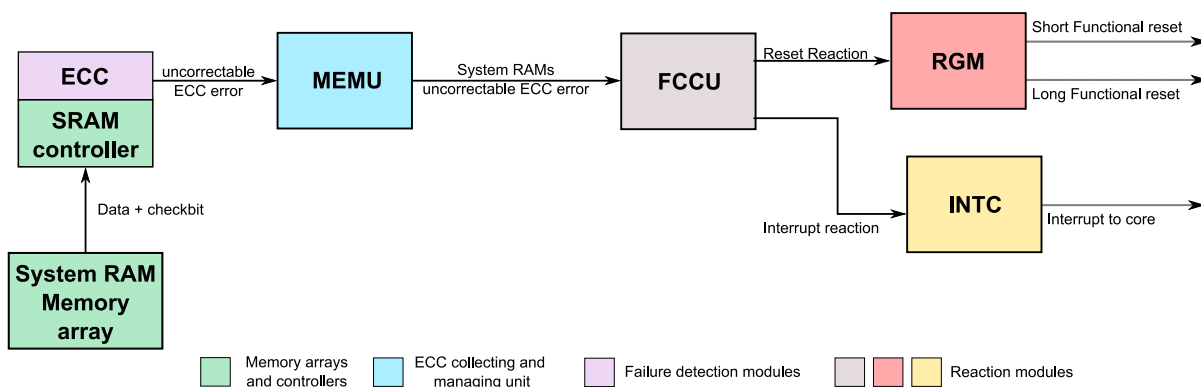 ECC
SRAM
controller
Data + checkbit
System RAM
Memory
array
uncorrectable
ECC error
MEMU
System RAMs
uncorrectable ECC error
FCCU
Reset Reaction
RGM
Short Functional reset
Long Functional reset
Interrupt reaction
INTC
Interrupt to core
Memory arrays
and controllers
ECC collecting and
managing unit
Failure detection modules
Reaction modules